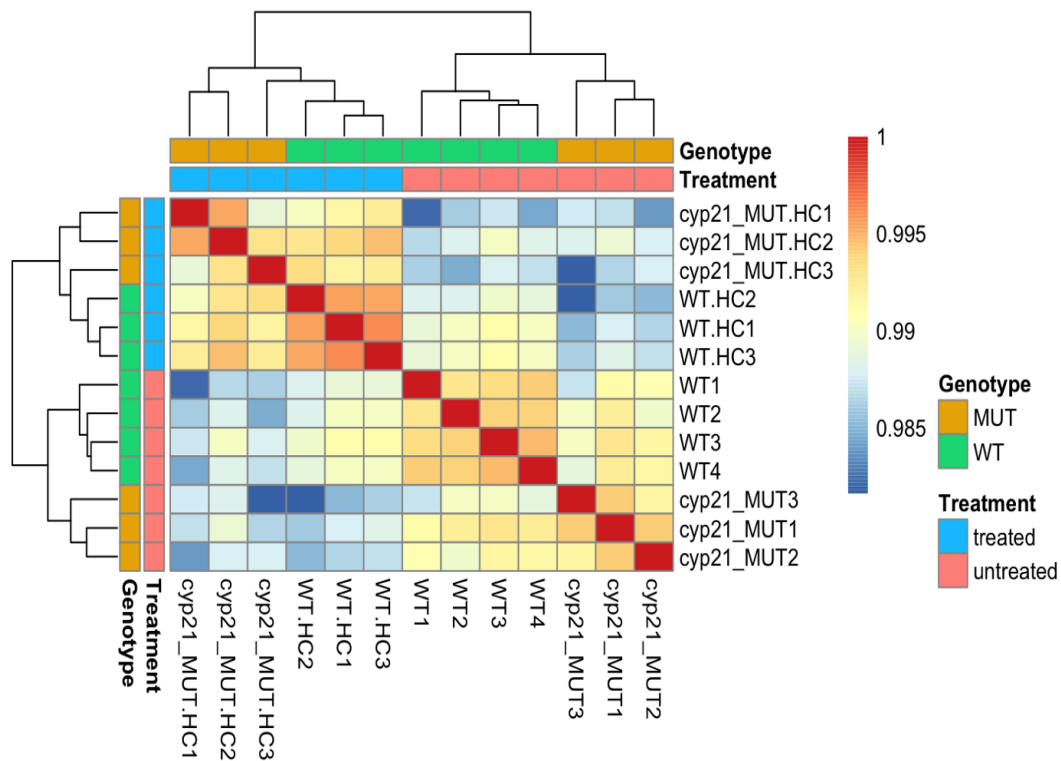 Genotype
Treatment
cyp21_MUT.HC1
cyp21_MUT.HC2
cyp21_MUT.HC3
WT.HC2
WT.HC1
WT.HC3
WT1
WT2
WT3
WT4
cyp21_MUT3
cyp21_MUT1
cyp21_MUT2
1
0.995
0.99
0.985
Genotype
MUT
WT
Treatment
treated
untreated
Genotype
Treatment
cyp21_MUT.HC1
cyp21_MUT.HC2
cyp21_MUT.HC3
WT.HC2
WT.HC1
WT.HC3
WT1
WT2
WT3
WT4
cyp21_MUT3
cyp21_MUT1
cyp21_MUT2